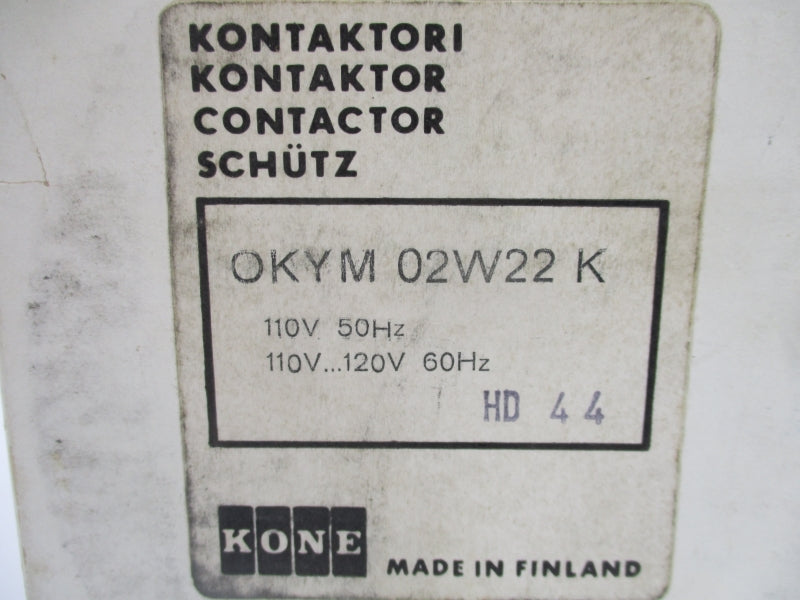 KONTAKTORI
KONTAKTOR
CONTACTOR
SCHÜTZ
OKYM 02W22 K
110V 50Hz
110V...120V 60Hz
HD 44
KONE
MADE IN FINLAND